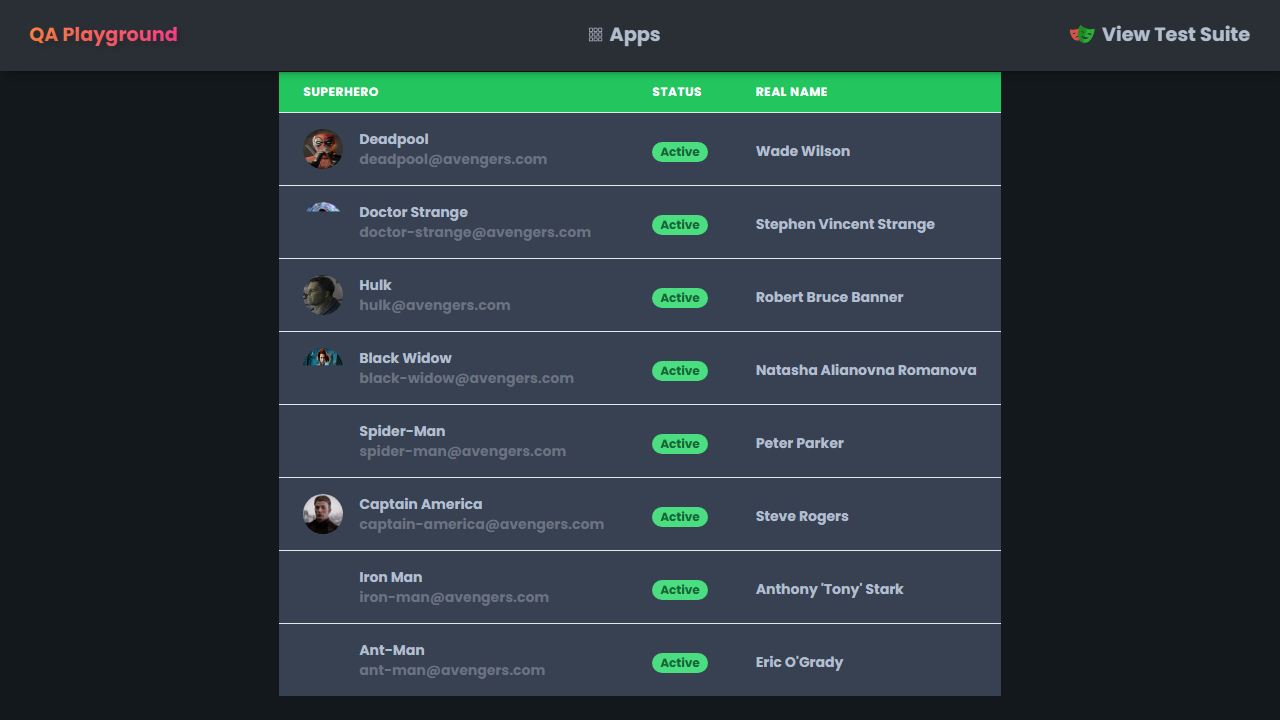 QA Playground
Apps
View Test Suite
SUPERHERO STATUS REAL NAME
Deadpool
deadpool@avengers.com
Active
Wade Wilson
Doctor Strange
doctor-strange@avengers.com
Active
Stephen Vincent Strange
Hulk
hulk@avengers.com
Active
Robert Bruce Banner
Black Widow
black-widow@avengers.com
Active
Natasha Alianovna Romanova
Spider-Man
spider-man@avengers.com
Active
Peter Parker
Captain America
captain-america@avengers.com
Active
Steve Rogers
Iron Man
iron-man@avengers.com
Active
Anthony 'Tony' Stark
Ant-Man
ant-man@avengers.com
Active
Eric O'Grady